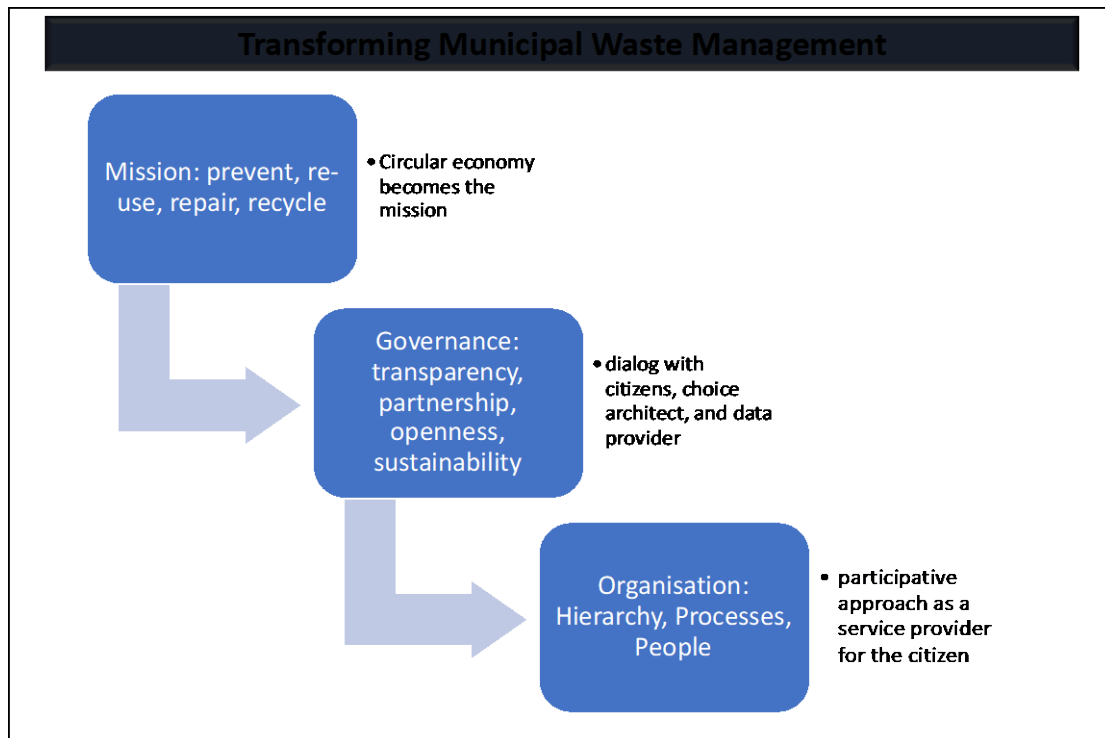 Transforming Municipal Waste Management
Mission: prevent, re-
use, repair, recycle
• Circular economy
becomes the
mission
Governance:
transparency,
partnership,
openness,
sustainability
• dialog with
citizens, choice
architect, and data
provider
Organisation:
Hierarchy, Processes,
People
• participative
approach as a
service provider
for the citizen